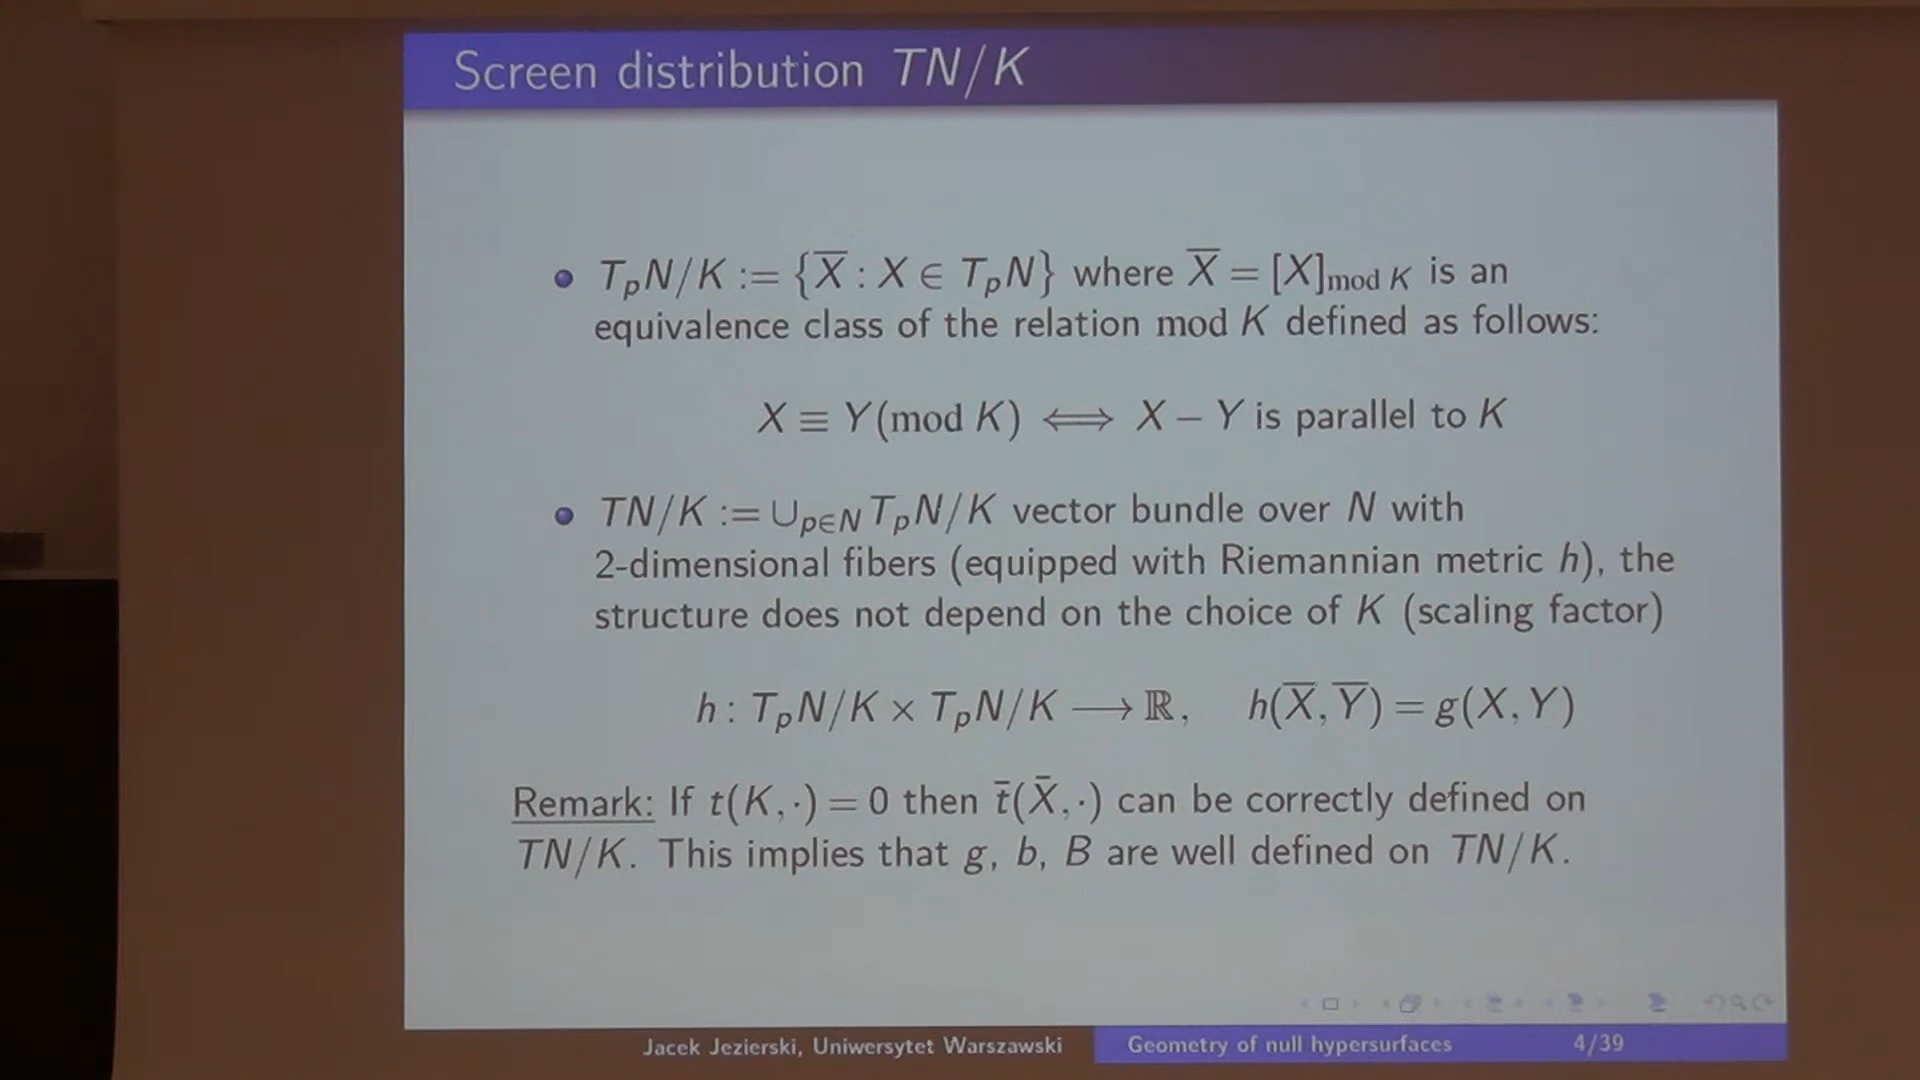 Screen distribution TN/K
T_pN/K := {X̅ : X ∈ T_pN} where X̅ = [X]_{mod K} is an
equivalence class of the relation mod K defined as follows:
X ≡ Y(mod K) ⟺ X − Y is parallel to K
TN/K := ∪_{p∈N} T_pN/K vector bundle over N with
2-dimensional fibers (equipped with Riemannian metric h), the
structure does not depend on the choice of K (scaling factor)
h : T_pN/K × T_pN/K ⟶ ℝ, h(X̅, Y̅) = g(X, Y)
Remark: If t(K, ·) = 0 then t̄(X̄, ·) can be correctly defined on
TN/K. This implies that g, b, B are well defined on TN/K.
Jacek Jezierski, Uniwersytet Warszawski Geometry of null hypersurfaces 4/39